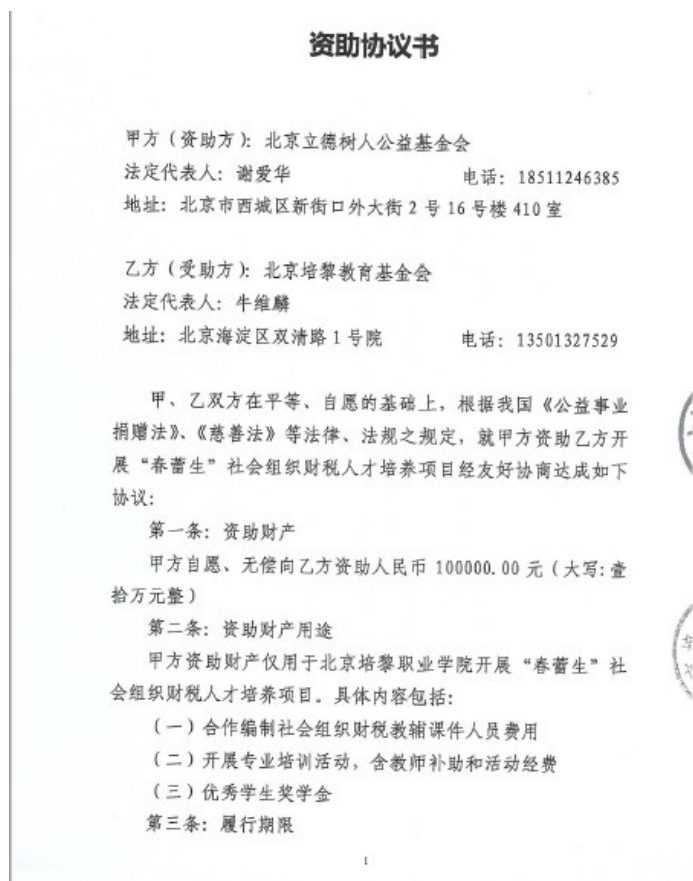 资助协议书
甲方（资助方）：北京立德树人公益基金会
法定代表人：谢爱华 电话：18511246385
地址：北京市西城区新街口外大街2号16号楼410室
乙方（受助方）：北京培黎教育基金会
法定代表人：牛维麟
地址：北京海淀区双清路1号院 电话：13501327529
甲、乙双方在平等、自愿的基础上，根据我国《公益事业
捐赠法》、《慈善法》等法律、法规之规定，就甲方资助乙方开
展“春蕾生”社会组织财税人才培养项目经友好协商达成如下
协议：
第一条：资助财产
甲方自愿、无偿向乙方资助人民币100000.00元（大写：壹
拾万元整）
第二条：资助财产用途
甲方资助财产仅用于北京培黎职业学院开展“春蕾生”社
会组织财税人才培养项目。具体内容包括：
（一）合作编制社会组织财税教辅课件人员费用
（二）开展专业培训活动，含教师补助和活动经费
（三）优秀学生奖学金
第三条：履行期限
1